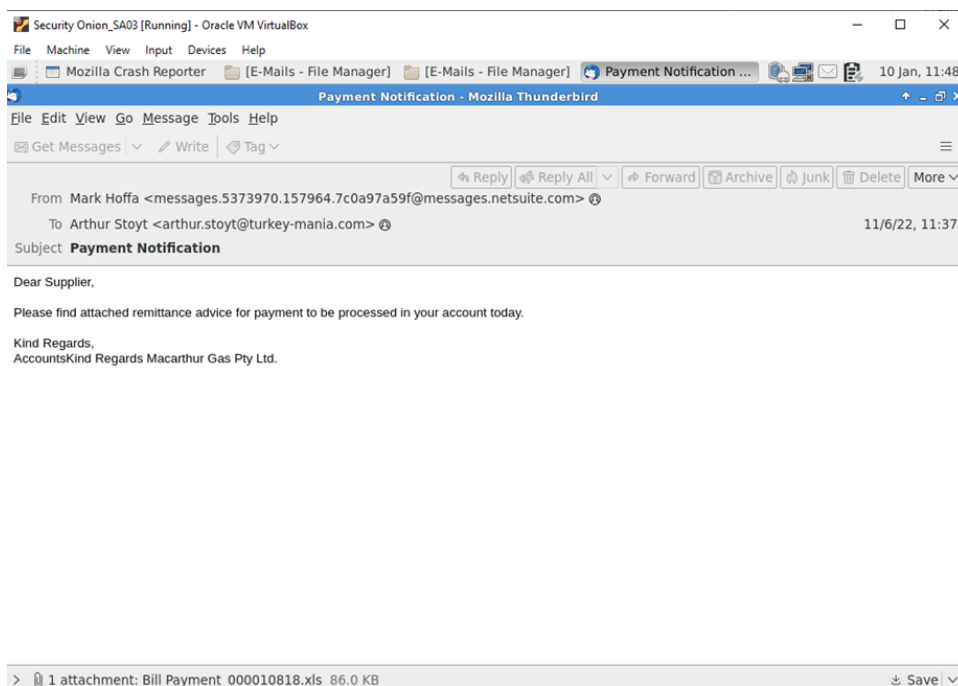 Security Onion_SA03 [Running] - Oracle VM VirtualBox
File Machine View Input Devices Help
Mozilla Crash Reporter [E-Mails - File Manager] [E-Mails - File Manager] Payment Notification ... 10 Jan, 11:48
Payment Notification - Mozilla Thunderbird
File Edit View Go Message Tools Help
Get Messages Write Tag
Reply Reply All Forward Archive Junk Delete More
From Mark Hoffa <messages.5373970.157964.7c0a97a59f@messages.netsuite.com>
To Arthur Stoyt <arthur.stoyt@turkey-mania.com> 11/6/22, 11:37
Subject Payment Notification
Dear Supplier,
Please find attached remittance advice for payment to be processed in your account today.
Kind Regards,
AccountsKind Regards Macarthur Gas Pty Ltd.
1 attachment: Bill Payment_000010818.xls 86.0 KB Save